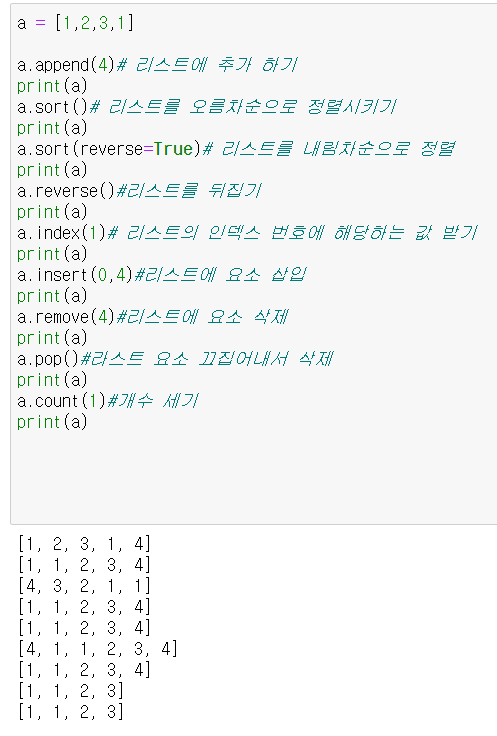 a = [1,2,3,1]
a.append(4)# 리스트에 추가 하기
print(a)
a.sort()# 리스트를 오름차순으로 정렬시키기
print(a)
a.sort(reverse=True)# 리스트를 내림차순으로 정렬
print(a)
a.reverse()#리스트를 뒤집기
print(a)
a.index(1)# 리스트의 인덱스 번호에 해당하는 값 받기
print(a)
a.insert(0,4)#리스트에 요소 삽입
print(a)
a.remove(4)#리스트에 요소 삭제
print(a)
a.pop()#라스트 요소 끄집어내서 삭제
print(a)
a.count(1)#개수 세기
print(a)
[1, 2, 3, 1, 4]
[1, 1, 2, 3, 4]
[4, 3, 2, 1, 1]
[1, 1, 2, 3, 4]
[1, 1, 2, 3, 4]
[4, 1, 1, 2, 3, 4]
[1, 1, 2, 3, 4]
[1, 1, 2, 3]
[1, 1, 2, 3]